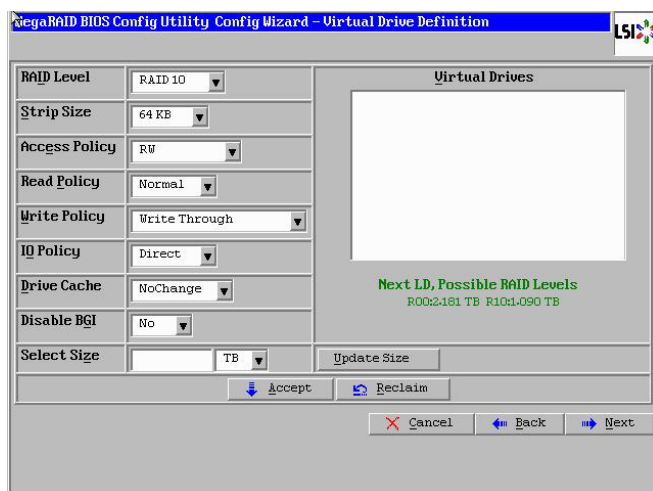 MegaRAID BIOS Config Utility Config Wizard - Virtual Drive Definition
LSI
RAID Level RAID 10
Strip Size 64 KB
Access Policy RW
Read Policy Normal
Write Policy Write Through
IO Policy Direct
Drive Cache NoChange
Disable BGI No
Select Size TB
Virtual Drives
Next LD, Possible RAID Levels
R00:2.181 TB R10:1.090 TB
Update Size
Accept Reclaim
Cancel Back Next